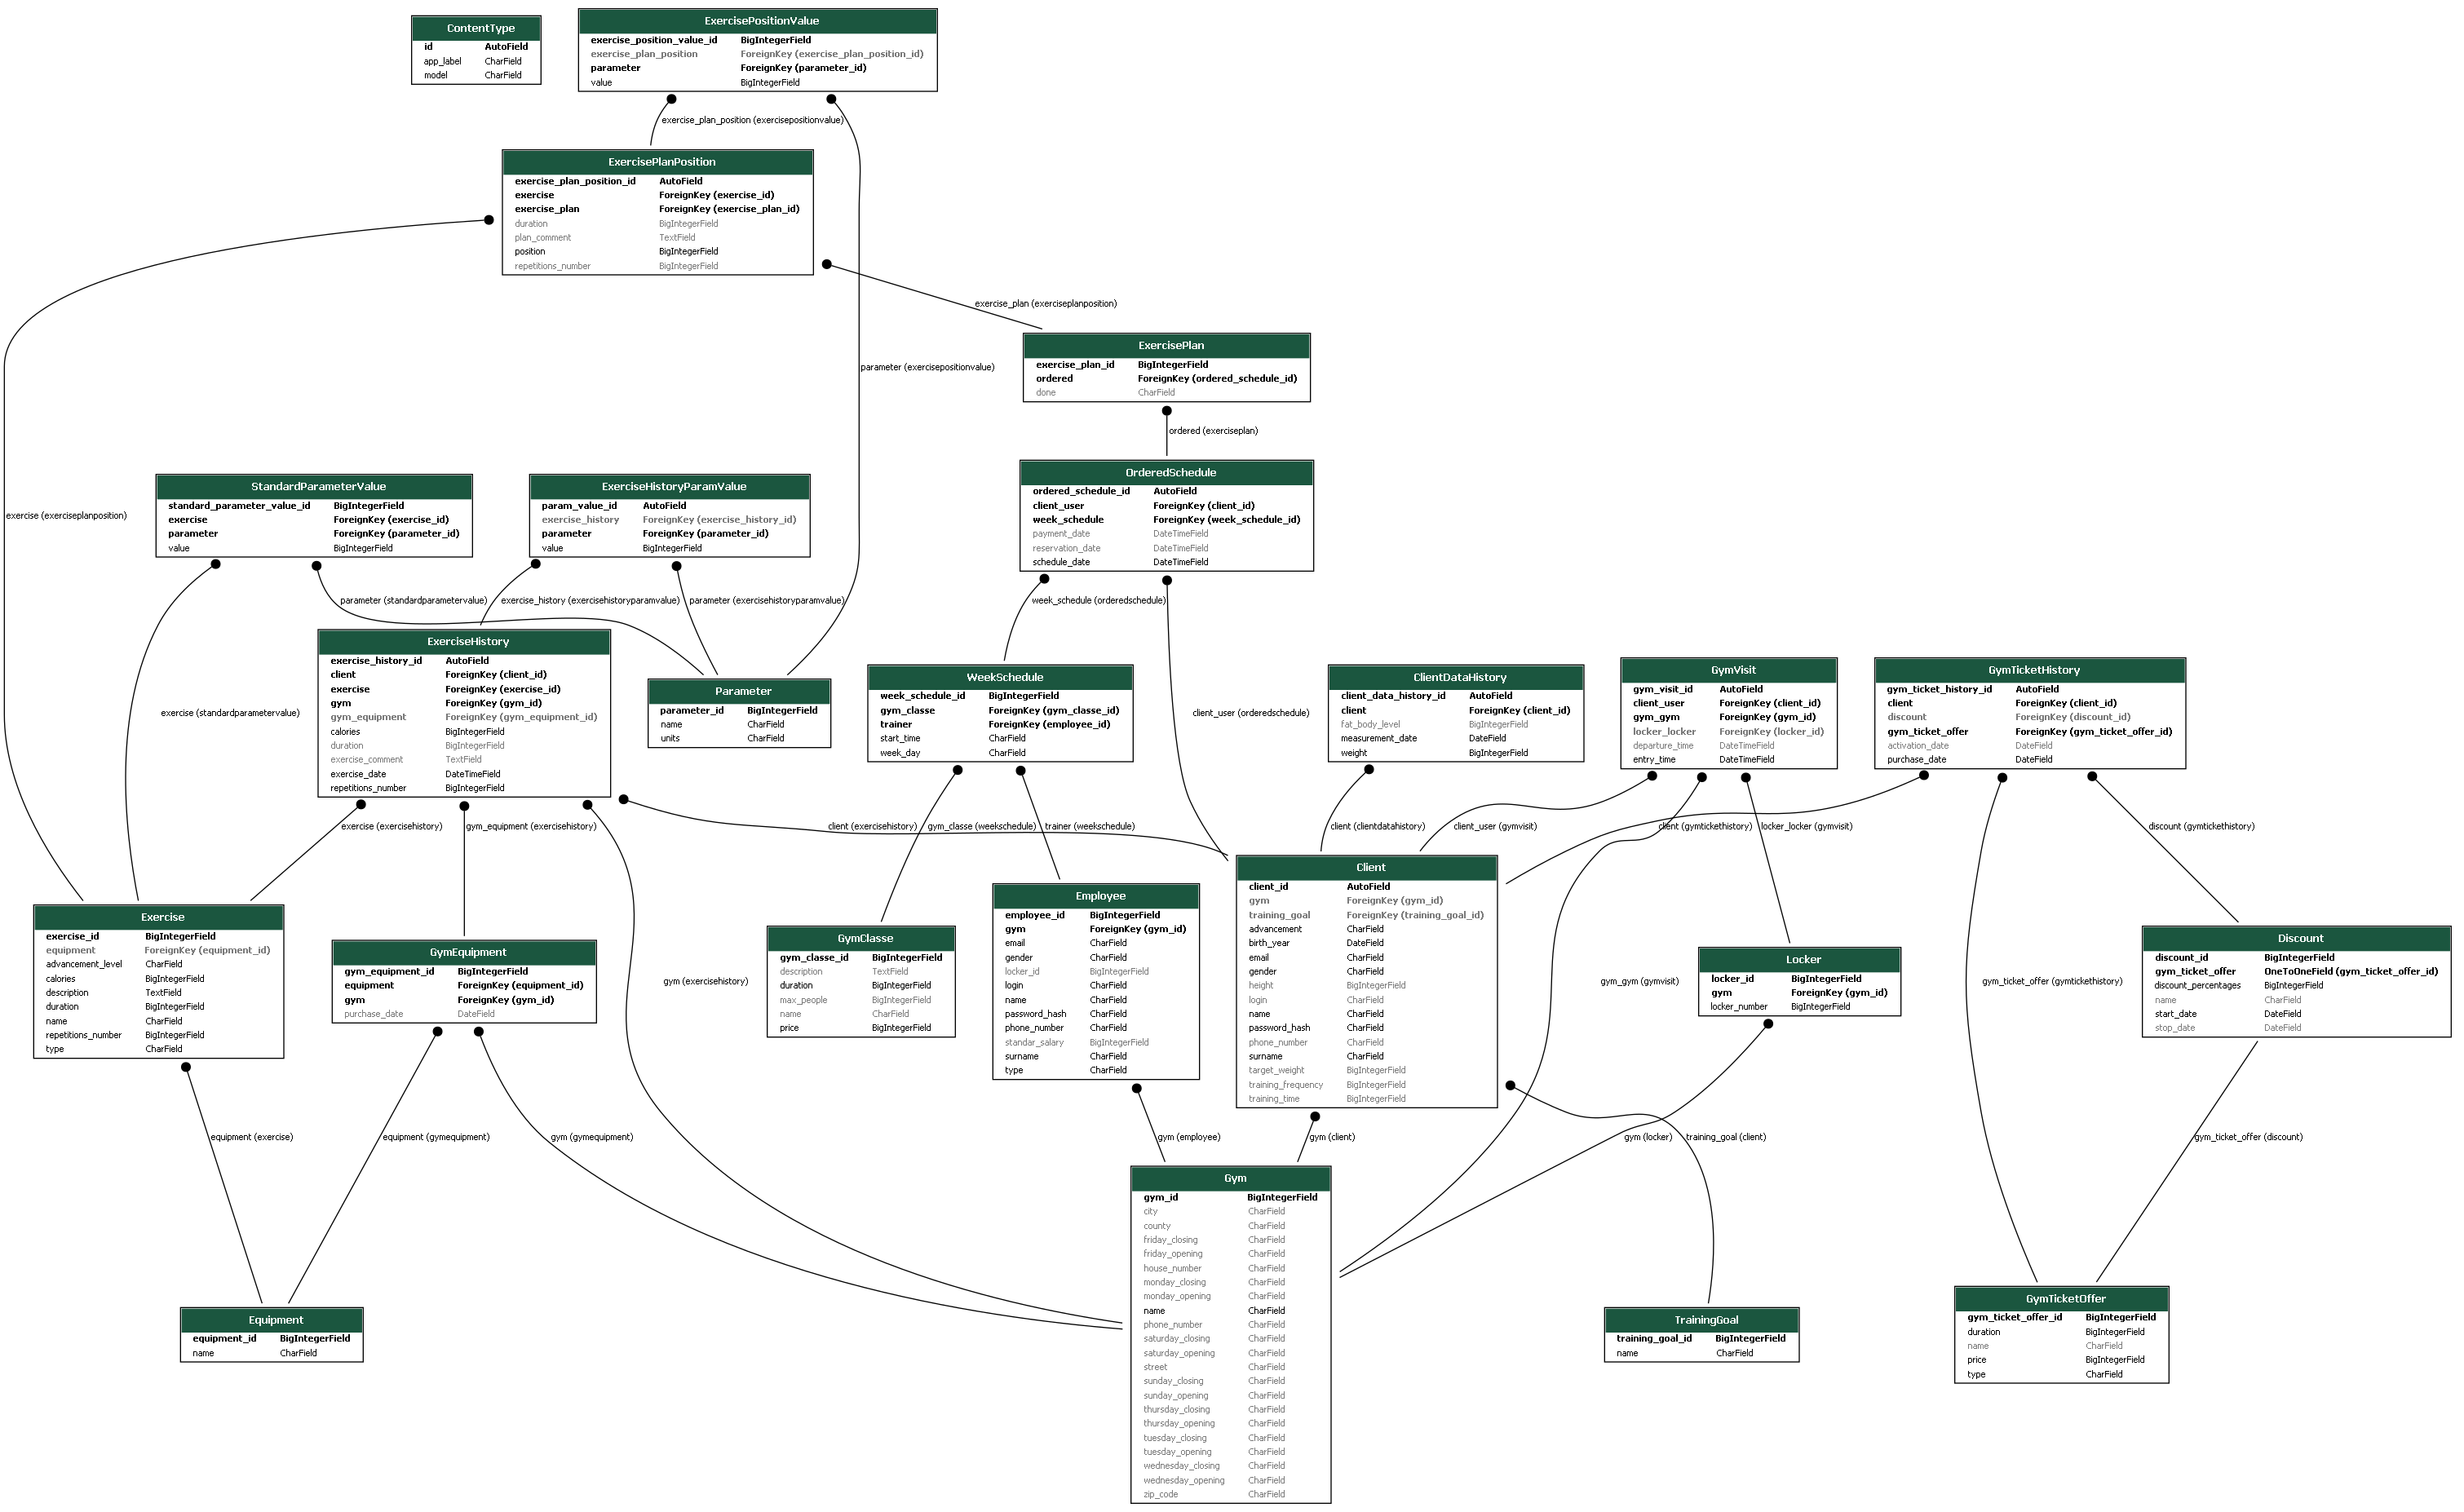 ContentType
id AutoField
app_label CharField
model CharField
ExercisePositionValue
exercise_position_value_id BigIntegerField
exercise_plan_position ForeignKey (exercise_plan_position_id)
parameter ForeignKey (parameter_id)
value BigIntegerField
exercise_plan_position (exercisepositionvalue)
ExercisePlanPosition
exercise_plan_position_id AutoField
exercise ForeignKey (exercise_id)
exercise_plan ForeignKey (exercise_plan_id)
duration BigIntegerField
plan_comment TextField
position BigIntegerField
repetitions_number BigIntegerField
exercise_plan (exerciseplanposition)
parameter (exercisepositionvalue)
ExercisePlan
exercise_plan_id BigIntegerField
ordered ForeignKey (ordered_schedule_id)
done CharField
ordered (exerciseplan)
exercise (exerciseplanposition)
StandardParameterValue
standard_parameter_value_id BigIntegerField
exercise ForeignKey (exercise_id)
parameter ForeignKey (parameter_id)
value BigIntegerField
ExerciseHistoryParamValue
param_value_id AutoField
exercise_history ForeignKey (exercise_history_id)
parameter ForeignKey (parameter_id)
value BigIntegerField
OrderedSchedule
ordered_schedule_id AutoField
client_user ForeignKey (client_id)
week_schedule ForeignKey (week_schedule_id)
payment_date DateTimeField
reservation_date DateTimeField
schedule_date DateTimeField
parameter (standardparametervalue)
exercise_history (exercisehistoryparamvalue)
parameter (exercisehistoryparamvalue)
week_schedule (orderedschedule)
exercise (standardparametervalue)
ExerciseHistory
exercise_history_id AutoField
client ForeignKey (client_id)
exercise ForeignKey (exercise_id)
gym ForeignKey (gym_id)
gym_equipment ForeignKey (gym_equipment_id)
calories BigIntegerField
duration BigIntegerField
exercise_comment TextField
exercise_date DateTimeField
repetitions_number BigIntegerField
Parameter
parameter_id BigIntegerField
name CharField
units CharField
WeekSchedule
week_schedule_id BigIntegerField
gym_classe ForeignKey (gym_classe_id)
trainer ForeignKey (employee_id)
start_time CharField
week_day CharField
client_user (orderedschedule)
ClientDataHistory
client_data_history_id AutoField
client ForeignKey (client_id)
fat_body_level BigIntegerField
measurement_date DateField
weight BigIntegerField
GymVisit
gym_visit_id AutoField
client_user ForeignKey (client_id)
gym_gym ForeignKey (gym_id)
locker_locker ForeignKey (locker_id)
departure_time DateTimeField
entry_time DateTimeField
GymTicketHistory
gym_ticket_history_id AutoField
client ForeignKey (client_id)
discount ForeignKey (discount_id)
gym_ticket_offer ForeignKey (gym_ticket_offer_id)
activation_date DateField
purchase_date DateField
exercise (exercisehistory)
gym_equipment (exercisehistory)
client (exercisehistory)
gym_classe (weekschedule)
trainer (weekschedule)
client (clientdatahistory)
client_user (gymvisit)
client (gymtickethistory)
locker_locker (gymvisit)
discount (gymtickethistory)
Exercise
exercise_id BigIntegerField
equipment ForeignKey (equipment_id)
advancement_level CharField
calories BigIntegerField
description TextField
duration BigIntegerField
name CharField
repetitions_number BigIntegerField
type CharField
GymEquipment
gym_equipment_id BigIntegerField
equipment ForeignKey (equipment_id)
gym ForeignKey (gym_id)
purchase_date DateField
gym (exercisehistory)
GymClasse
gym_classe_id BigIntegerField
description TextField
duration BigIntegerField
max_people BigIntegerField
name CharField
price BigIntegerField
Employee
employee_id BigIntegerField
gym ForeignKey (gym_id)
email CharField
gender CharField
locker_id BigIntegerField
login CharField
name CharField
password_hash CharField
phone_number CharField
standar_salary BigIntegerField
surname CharField
type CharField
Client
client_id AutoField
gym ForeignKey (gym_id)
training_goal ForeignKey (training_goal_id)
advancement CharField
birth_year DateField
email CharField
gender CharField
height BigIntegerField
login CharField
name CharField
password_hash CharField
phone_number CharField
surname CharField
target_weight BigIntegerField
training_frequency BigIntegerField
training_time BigIntegerField
gym_gym (gymvisit)
Locker
locker_id BigIntegerField
gym ForeignKey (gym_id)
locker_number BigIntegerField
gym_ticket_offer (gymtickethistory)
Discount
discount_id BigIntegerField
gym_ticket_offer OneToOneField (gym_ticket_offer_id)
discount_percentages BigIntegerField
name CharField
start_date DateField
stop_date DateField
equipment (exercise)
equipment (gymequipment)
gym (gymequipment)
gym (employee)
gym (client)
gym (locker)
training_goal (client)
gym_ticket_offer (discount)
Equipment
equipment_id BigIntegerField
name CharField
Gym
gym_id BigIntegerField
city CharField
county CharField
friday_closing CharField
friday_opening CharField
house_number CharField
monday_closing CharField
monday_opening CharField
name CharField
phone_number CharField
saturday_closing CharField
saturday_opening CharField
street CharField
sunday_closing CharField
sunday_opening CharField
thursday_closing CharField
thursday_opening CharField
tuesday_closing CharField
tuesday_opening CharField
wednesday_closing CharField
wednesday_opening CharField
zip_code CharField
TrainingGoal
training_goal_id BigIntegerField
name CharField
GymTicketOffer
gym_ticket_offer_id BigIntegerField
duration BigIntegerField
name CharField
price BigIntegerField
type CharField